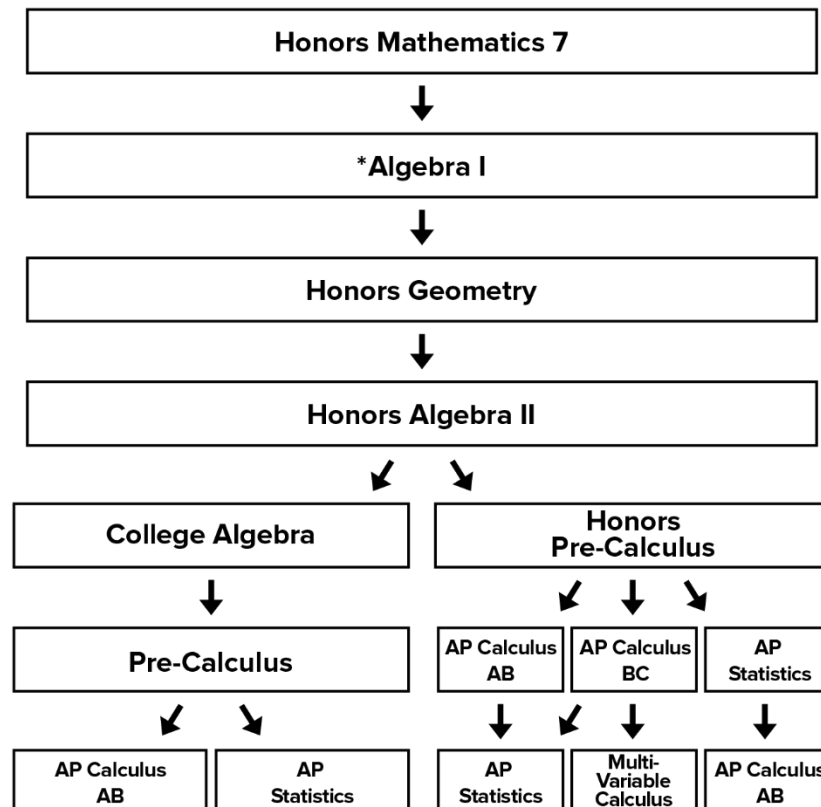 Honors Mathematics 7
*Algebra I
Honors Geometry
Honors Algebra II
College Algebra
Honors
Pre-Calculus
Pre-Calculus
AP Calculus
AB
AP Calculus
BC
AP
Statistics
AP Calculus
AB
AP
Statistics
AP
Statistics
Multi-
Variable
Calculus
AP Calculus
AB